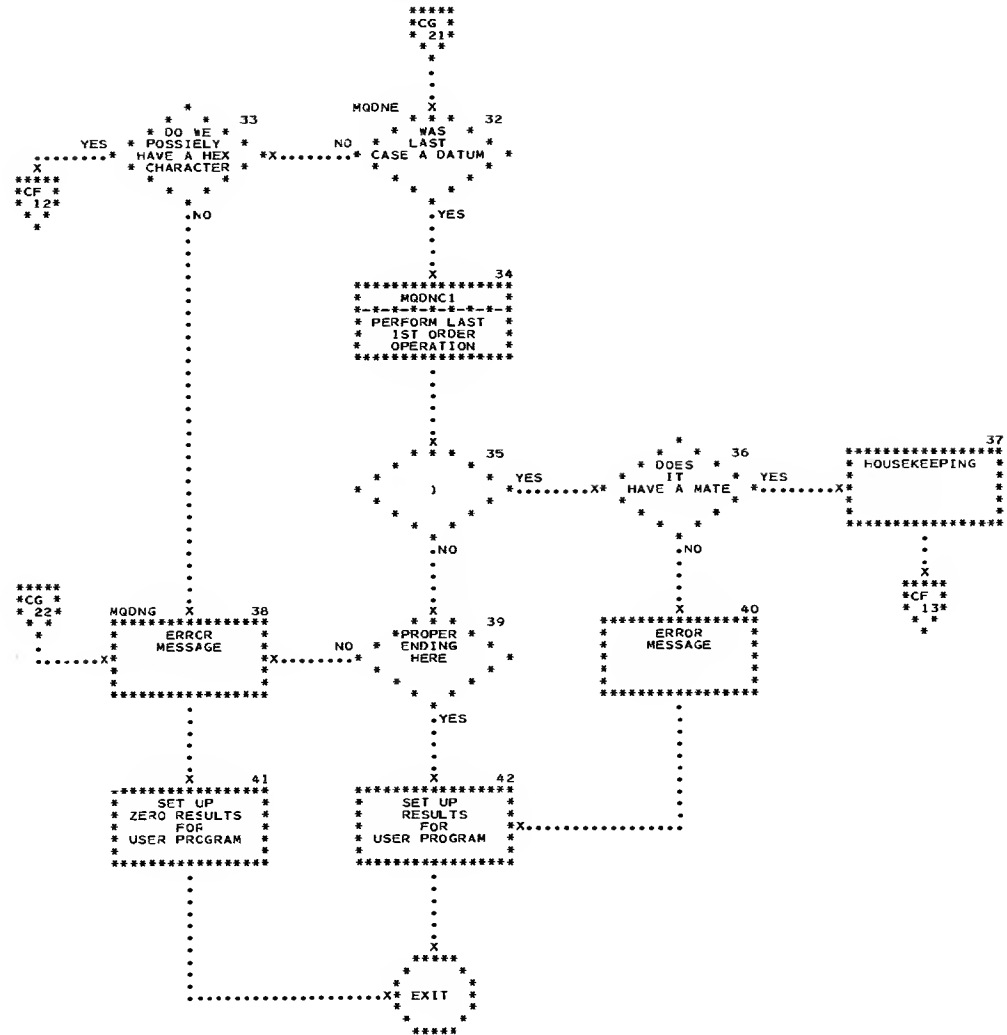 CG
21
MQDNE
32
WAS
LAST
CASE A DATUM
NO
YES
33
DO WE
POSSIELY
HAVE A HEX
CHARACTER
YES
NO
CF
12
34
MQDNC1
PERFORM LAST
1ST ORDER
OPERATION
35
)
YES
NO
36
DOES
IT
HAVE A MATE
YES
NO
37
HOUSEKEEPING
CF
13
CG
22
MQDNG
38
ERRCR
MESSAGE
39
PROPER
ENDING
HERE
NO
YES
40
ERROR
MESSAGE
41
SET UP
ZERO RESULTS
FOR
USER PRCGRAM
42
SET UP
RESULTS
FOR
USER PROGRAM
EXIT